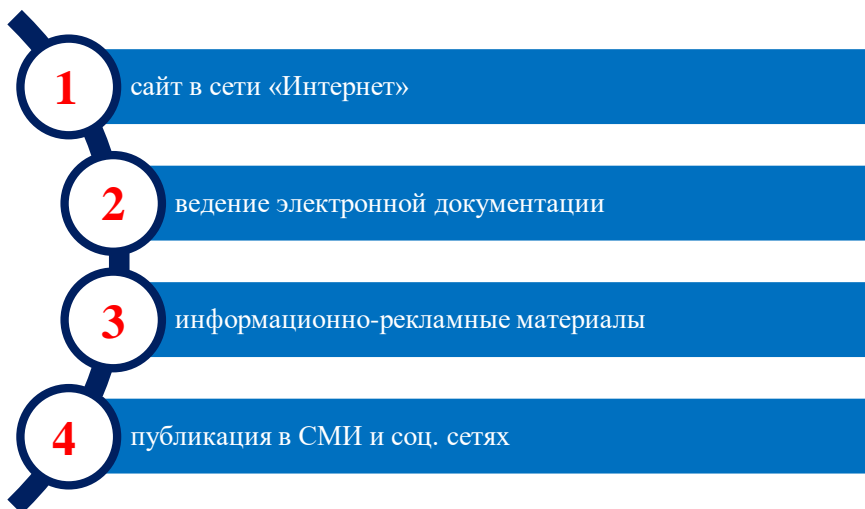 1 сайт в сети «Интернет»
2 ведение электронной документации
3 информационно-рекламные материалы
4 публикация в СМИ и соц. сетях